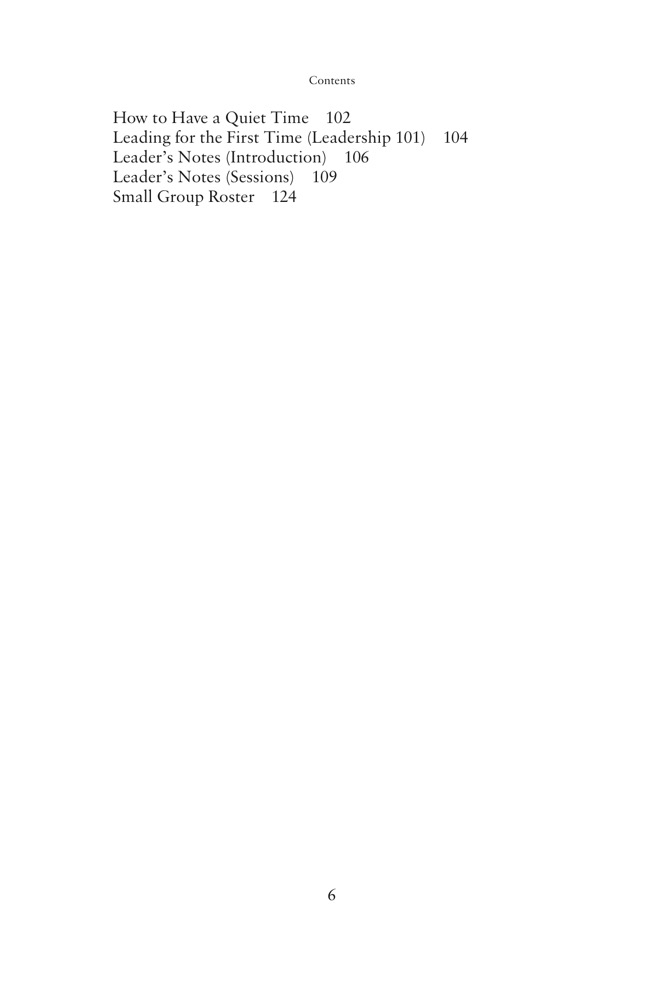 Contents
How to Have a Quiet Time 102
Leading for the First Time (Leadership 101) 104
Leader’s Notes (Introduction) 106
Leader’s Notes (Sessions) 109
Small Group Roster 124
6